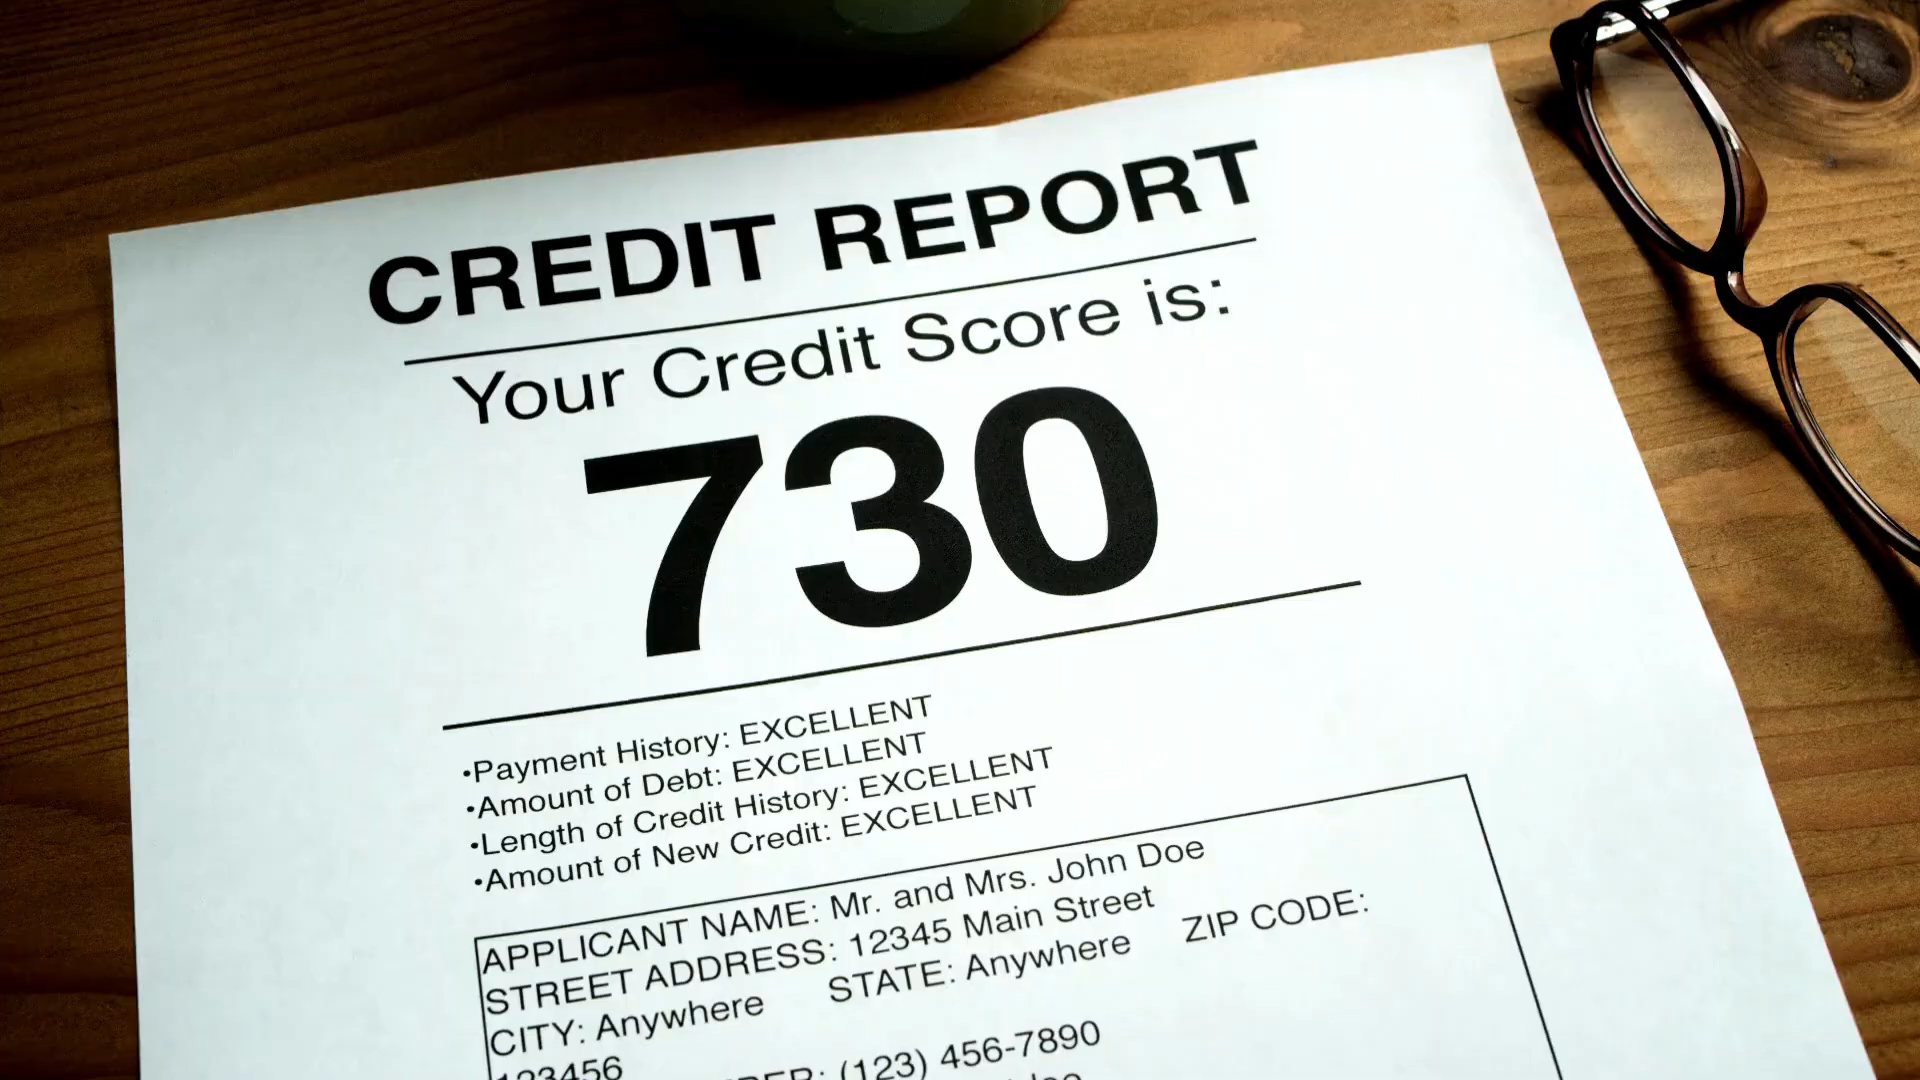 CREDIT REPORT
Your Credit Score is:
730
•Payment History: EXCELLENT
•Amount of Debt: EXCELLENT
•Length of Credit History: EXCELLENT
•Amount of New Credit: EXCELLENT
APPLICANT NAME: Mr. and Mrs. John Doe
STREET ADDRESS: 12345 Main Street
CITY: Anywhere STATE: Anywhere ZIP CODE:
123456
(123) 456-7890